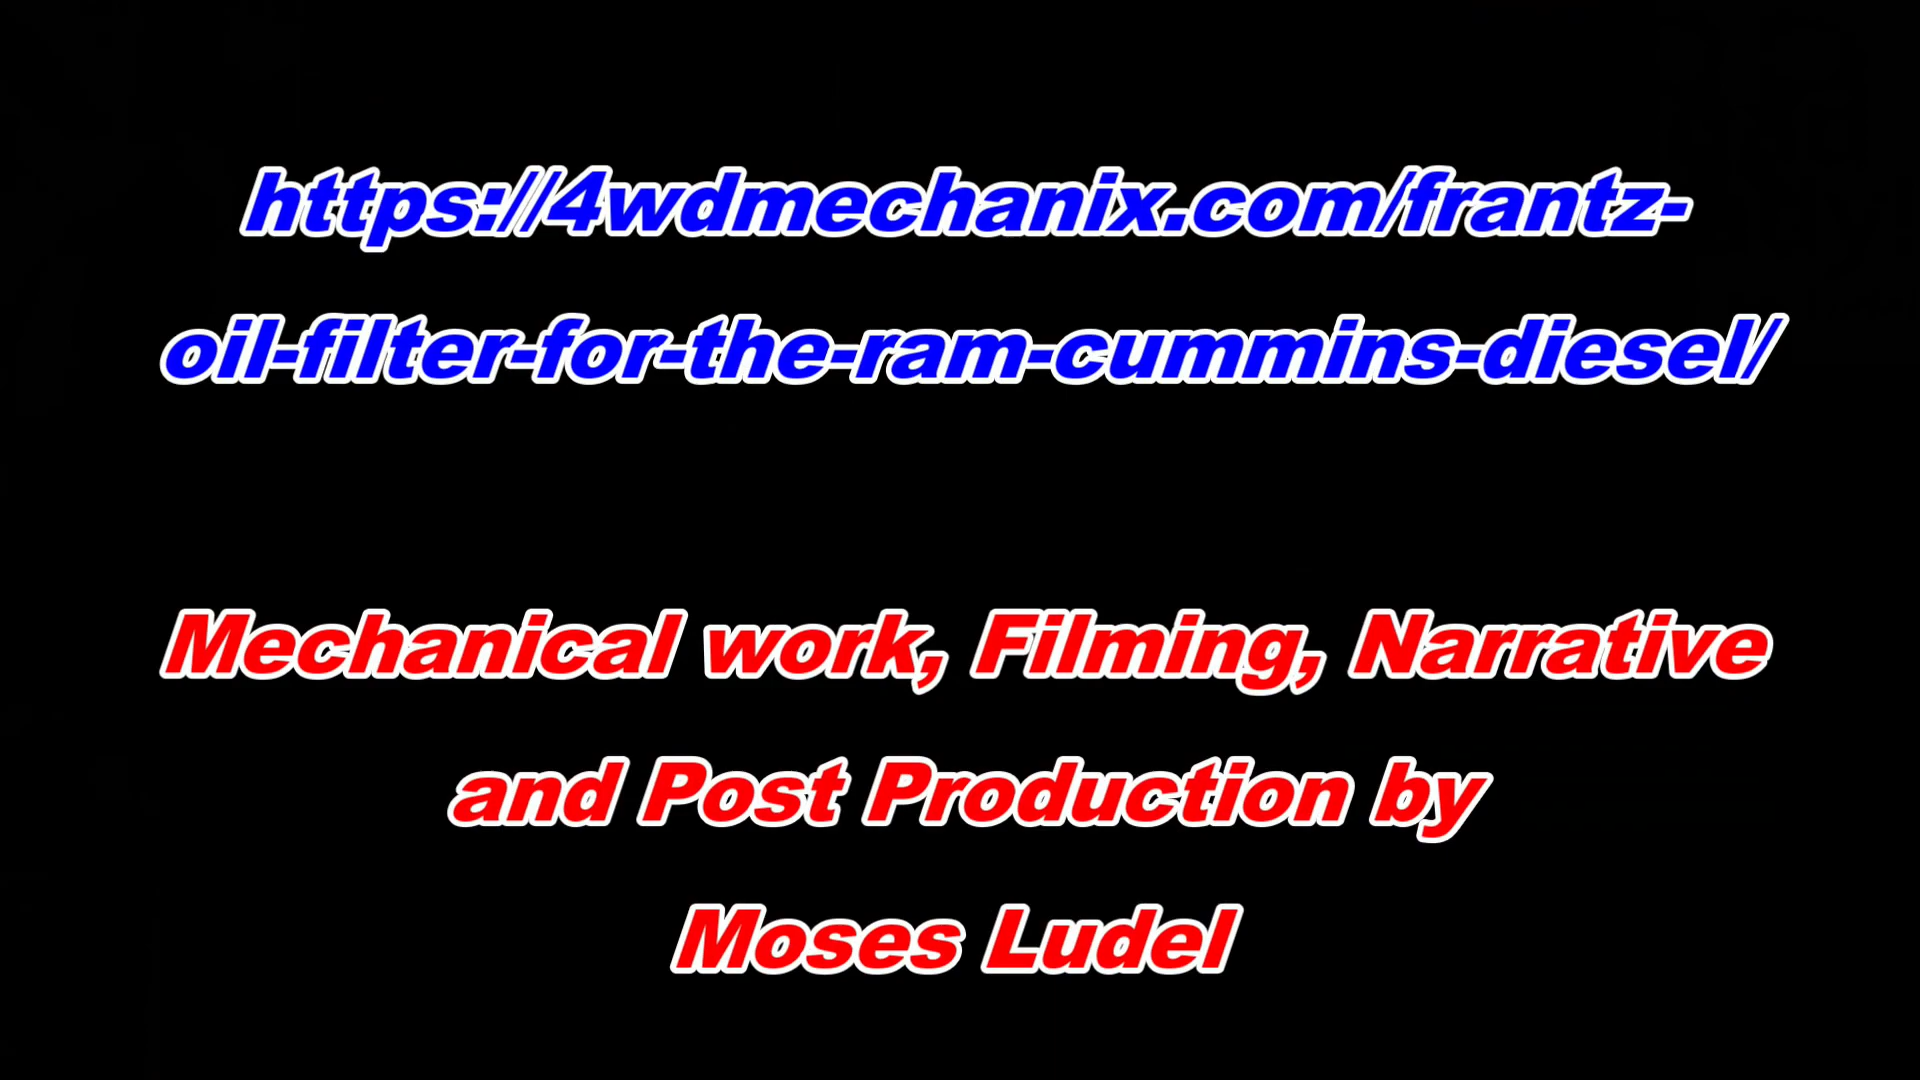 https://4wdmechanix.com/frantz-
oil-filter-for-the-ram-cummins-diesel/
Mechanical work, Filming, Narrative
and Post Production by
Moses Ludel